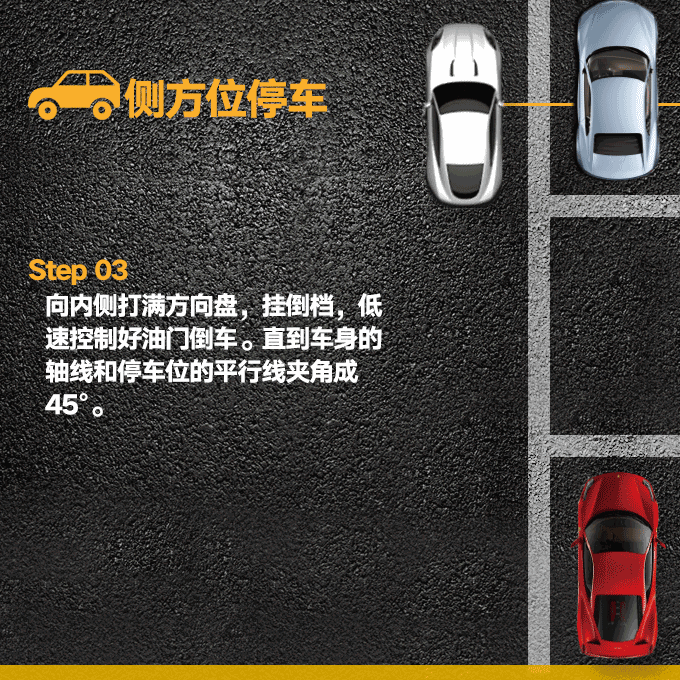 侧方位停车
Step 03
向内侧打满方向盘，挂倒档，低
速控制好油门倒车。直到车身的
轴线和停车位的平行线夹角成
45°。